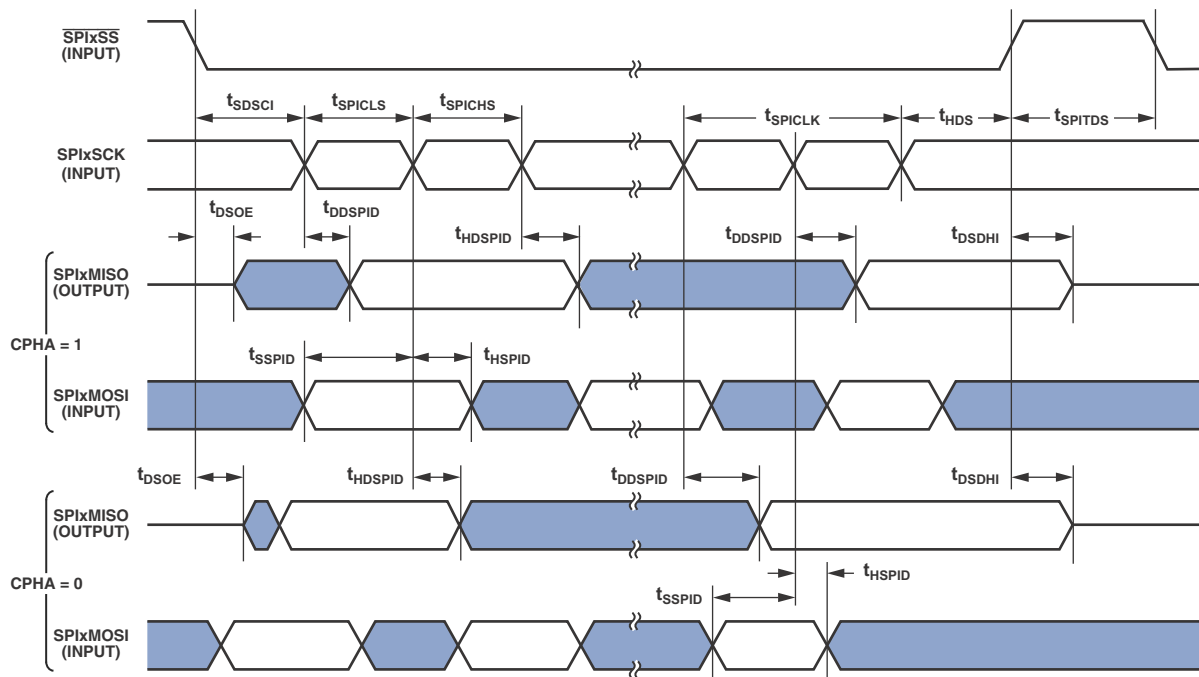 SPIxSS
(INPUT)
tSDSCI tSPICLS tSPICHS tSPICLK tHDS tSPITDS
SPIxSCK
(INPUT)
tDSOE tDDSPID tHDSPID tDDSPID tDSDHI
SPIxMISO
(OUTPUT)
CPHA = 1
tSSPID tHSPID
SPIxMOSI
(INPUT)
tDSOE tHDSPID tDDSPID tDSDHI
SPIxMISO
(OUTPUT)
CPHA = 0
tHSPID
tSSPID
SPIxMOSI
(INPUT)